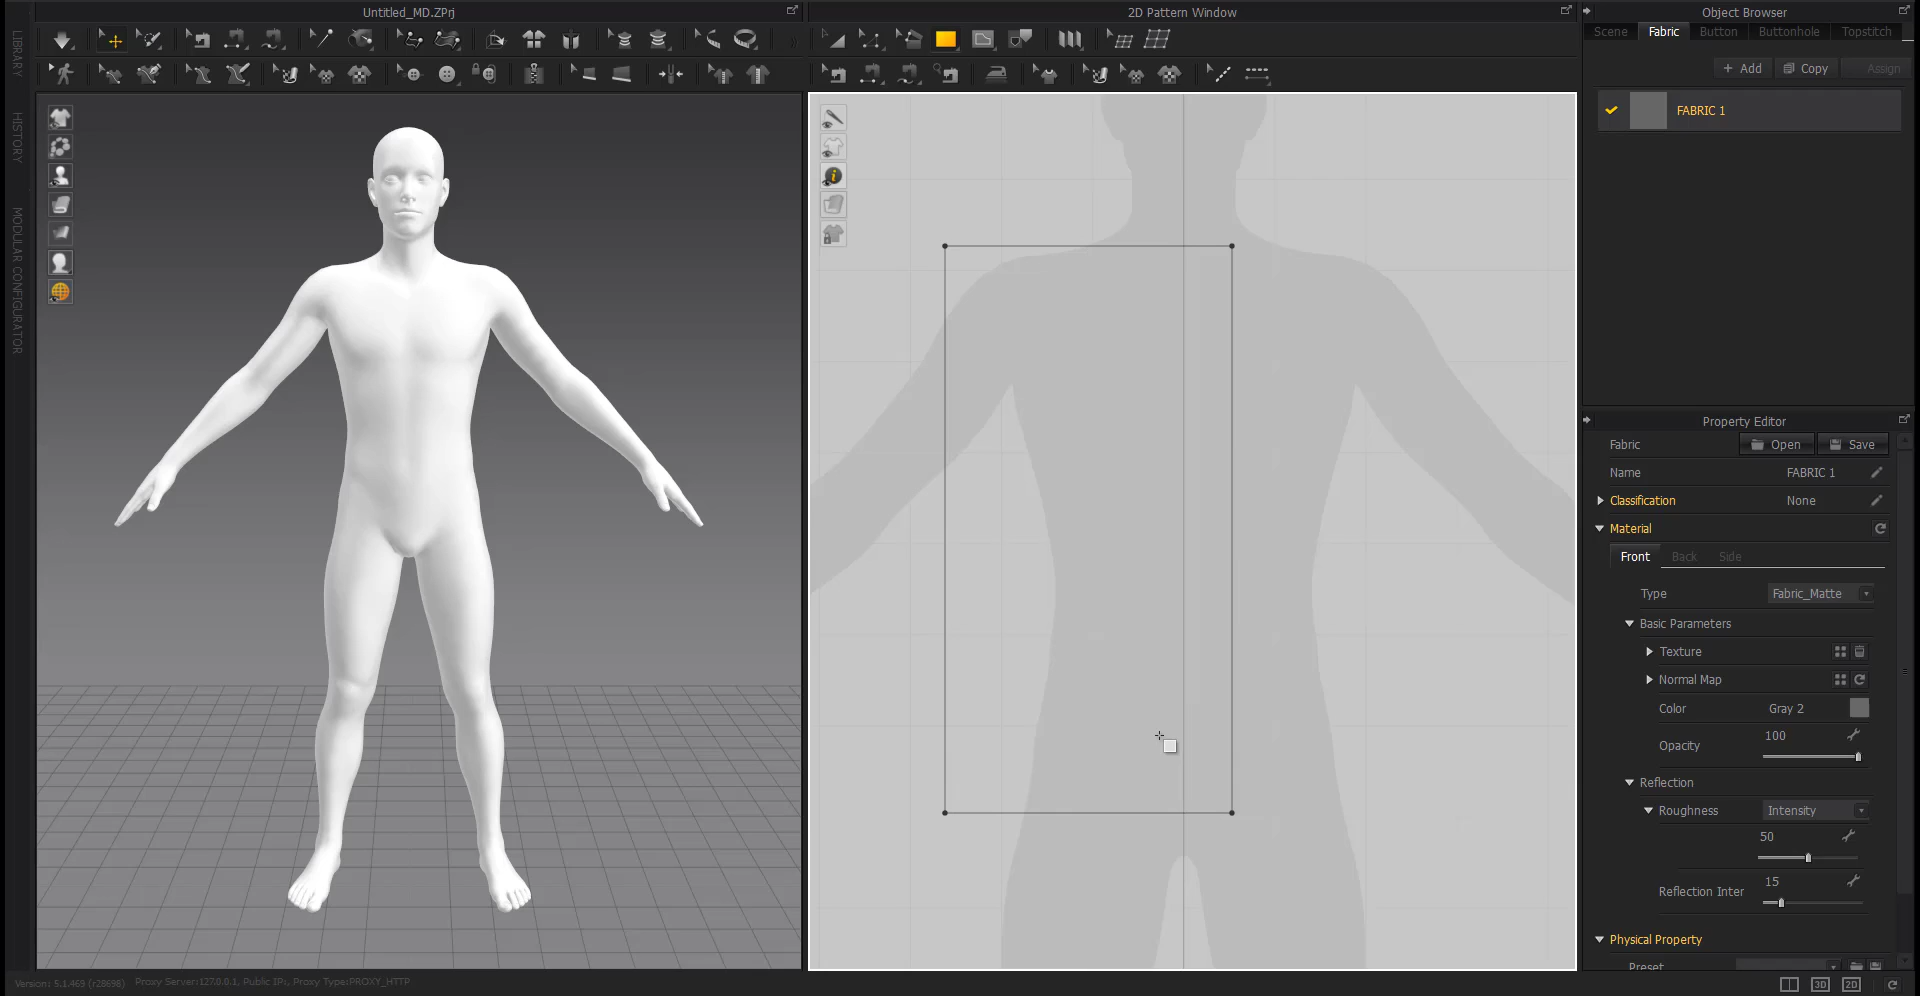 Untitled_MD.ZPrj
2D Pattern Window
Object Browser
Scene
Fabric
Button
Buttonhole
Topstitch
+ Add
Copy
Assign
FABRIC 1
LIBRARY
HISTORY
MODULAR CONFIGURATOR
Property Editor
Fabric
Open
Save
Name
FABRIC 1
Classification
None
Material
Front
Back
Side
Type
Fabric_Matte
Basic Parameters
Texture
Normal Map
Color
Gray 2
Opacity
100
Reflection
Roughness
Intensity
50
Reflection Inter
15
Physical Property
Preset
Version: 5.1.469 (r28698)
Proxy Server:127.0.0.1, Public IP:, Proxy Type:PROXY_HTTP
3D
2D